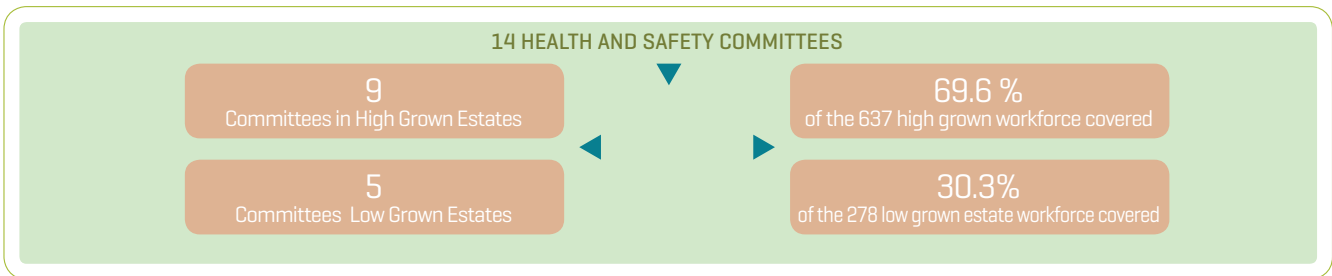 14 HEALTH AND SAFETY COMMITTEES
9
Committees in High Grown Estates
5
Committees Low Grown Estates
69.6 %
of the 637 high grown workforce covered
30.3%
of the 278 low grown estate workforce covered